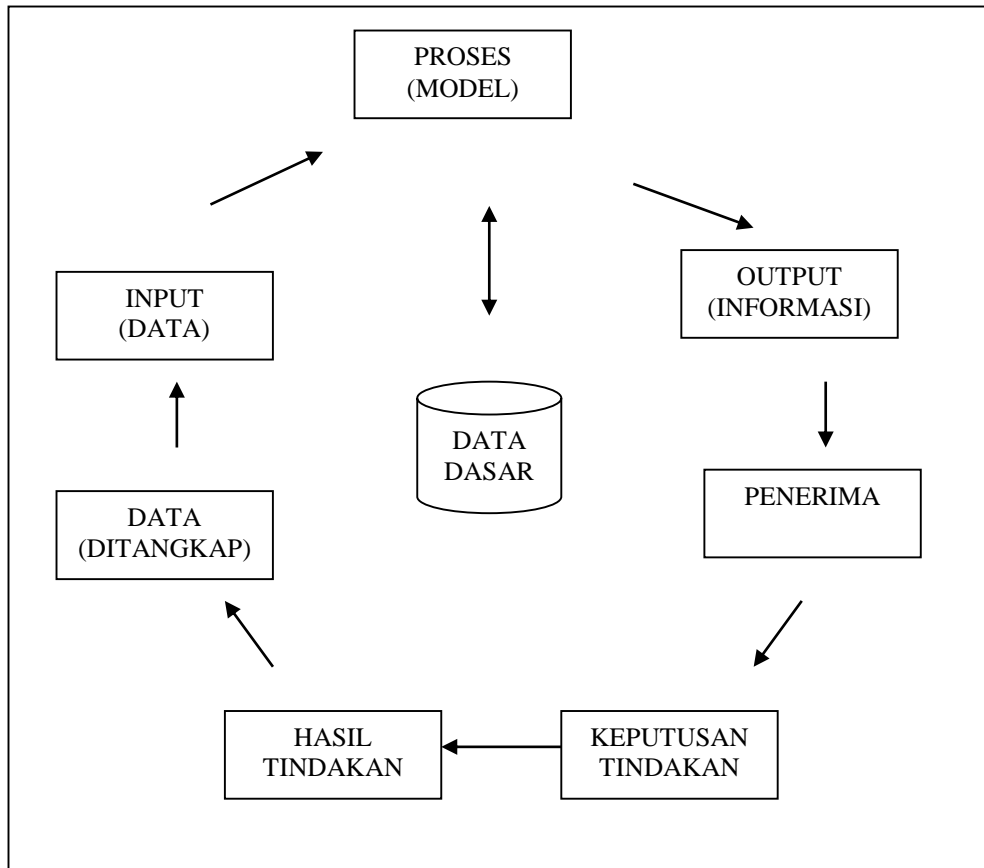 PROSES
(MODEL)
INPUT
(DATA)
OUTPUT
(INFORMASI)
DATA
DASAR
DATA
(DITANGKAP)
PENERIMA
HASIL
TINDAKAN
KEPUTUSAN
TINDAKAN